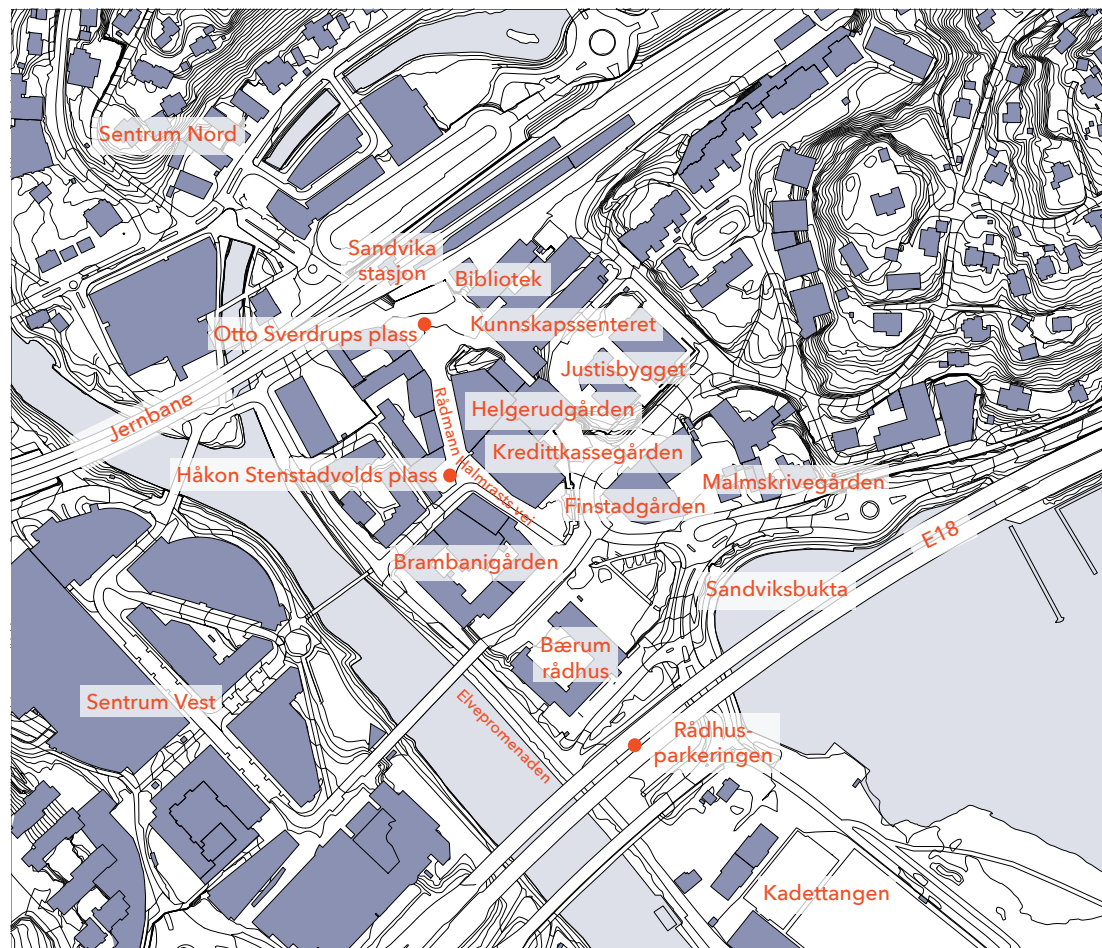 Sentrum Nord
Sandvika
stasjon
Bibliotek
Otto Sverdrups plass
Kunnskapssenteret
Justisbygget
Jernbane
Rådmann Halmrasts vei
Helgerudgården
Kredittkassegården
Håkon Stenstadvolds plass
Malmskrivegården
Finstadgården
E18
Brambanigården
Sandviksbukta
Bærum
rådhus
Sentrum Vest
Elvepromenaden
Rådhus-
parkeringen
Kadettangen